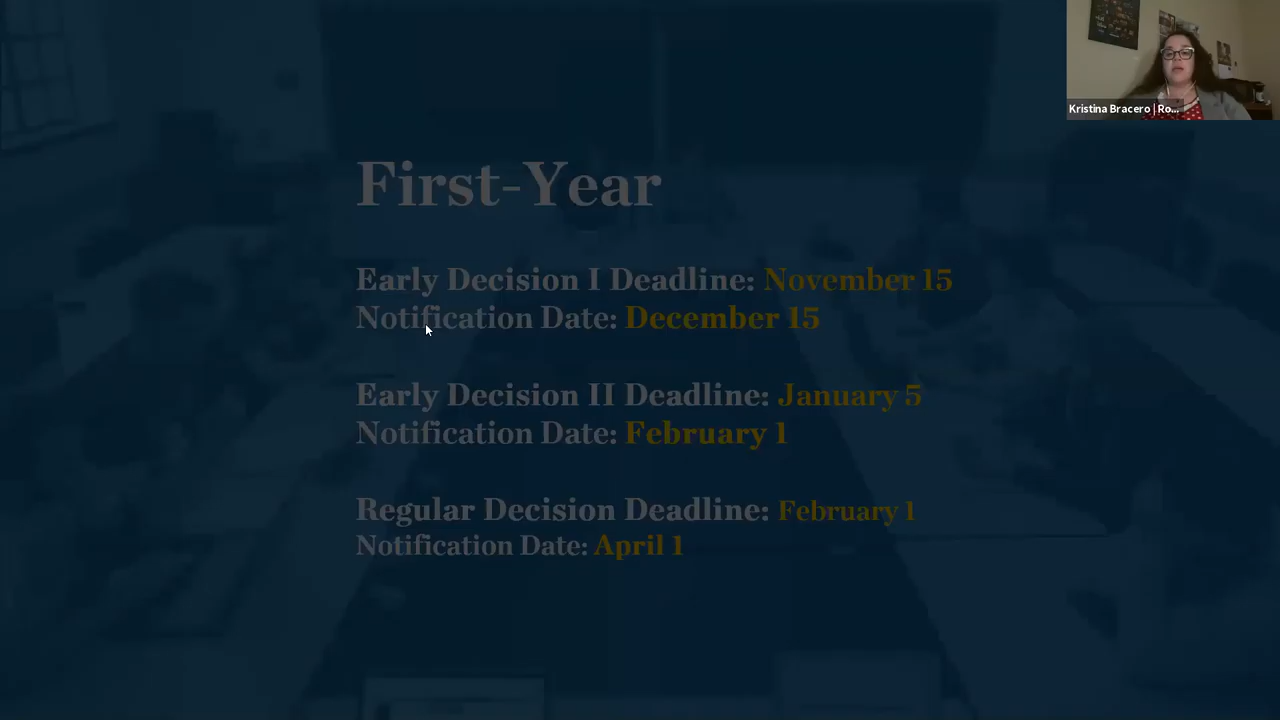 Kristina Bracero | Ro...
First-Year
Early Decision I Deadline: November 15
Notification Date: December 15
Early Decision II Deadline: January 5
Notification Date: February 1
Regular Decision Deadline: February 1
Notification Date: April 1